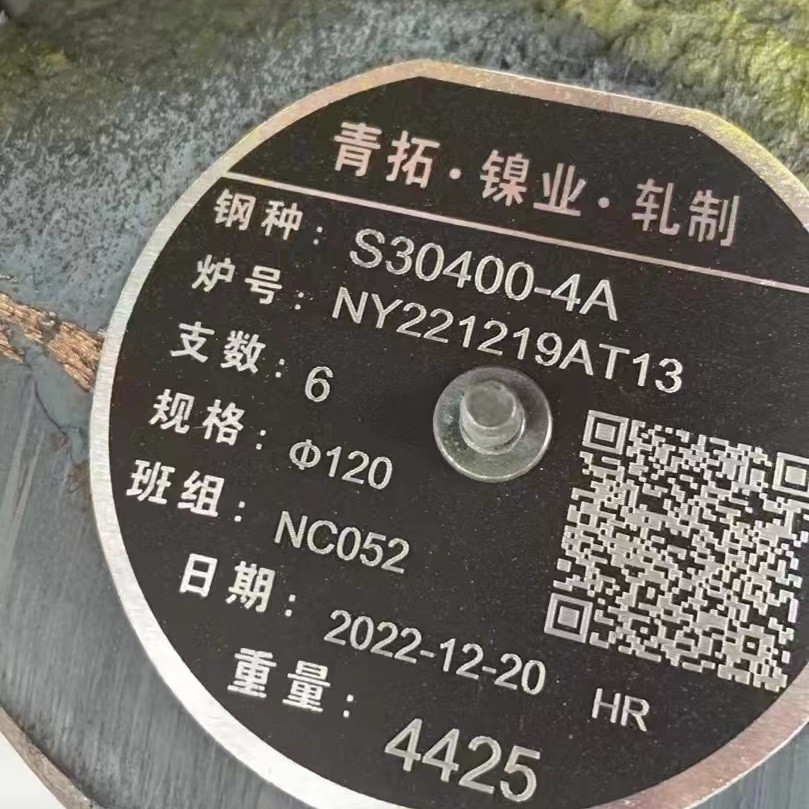 青拓·镍业·轧制
钢种：S30400-4A
炉号：NY221219AT13
支数：6
规格：Φ120
班组：NC052
日期：2022-12-20 HR
重量：4425